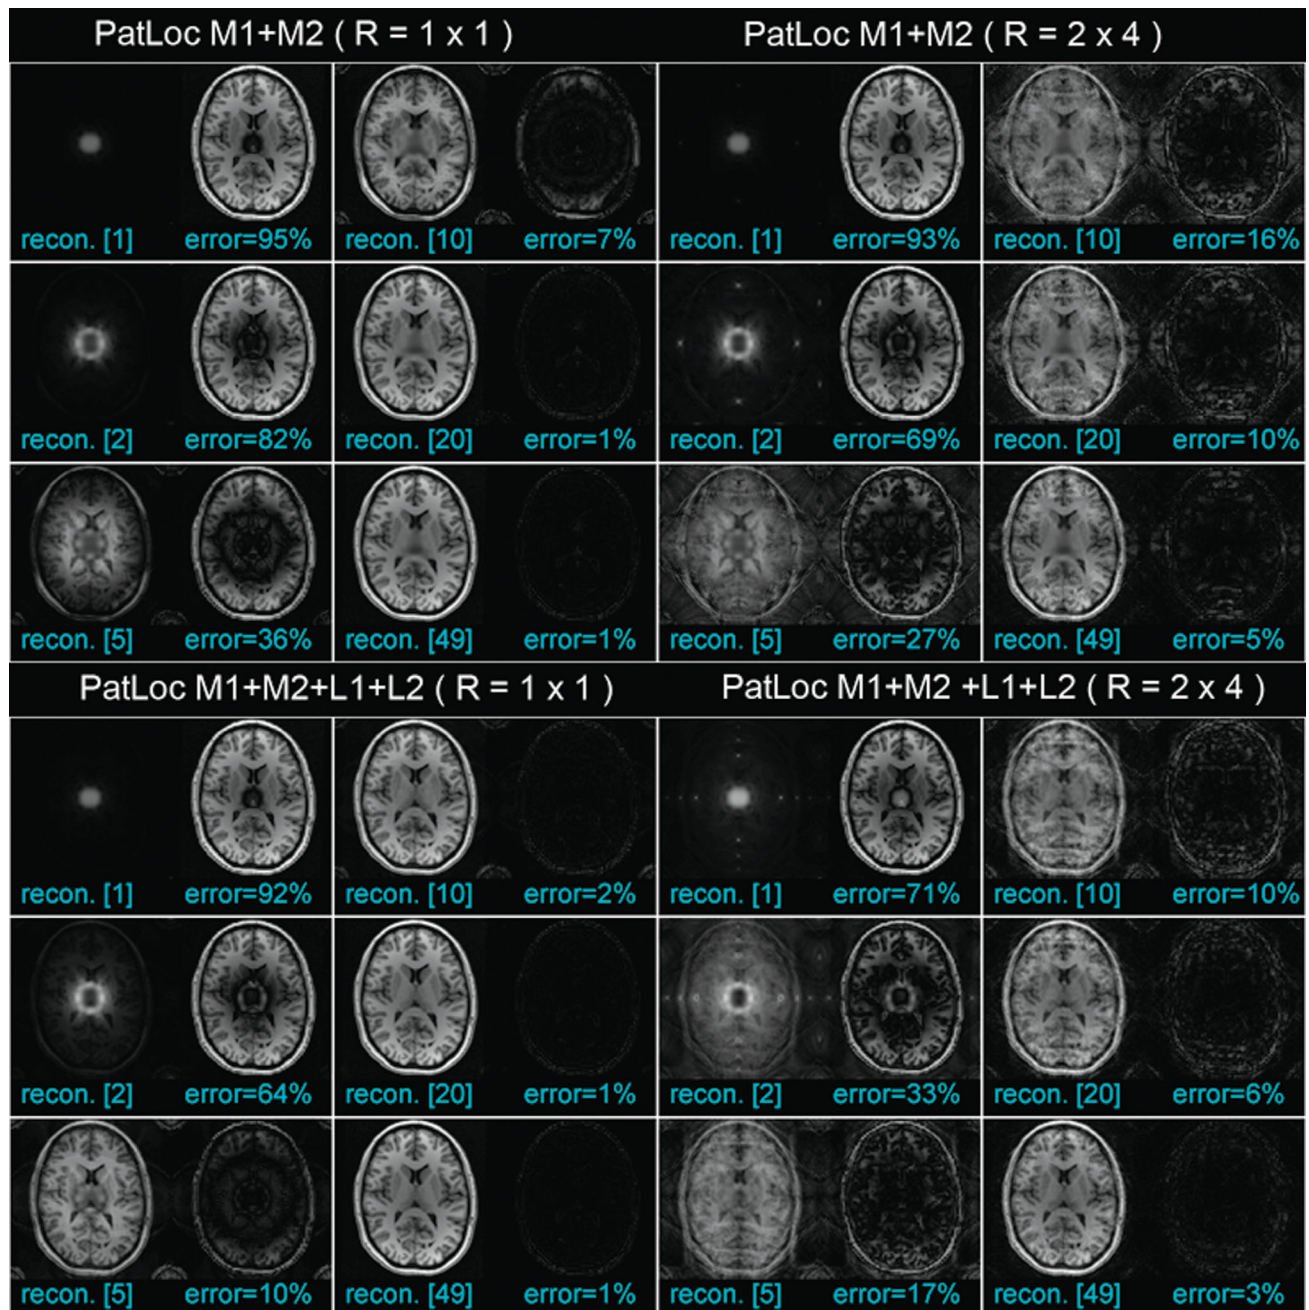 PatLoc M1+M2 ( R = 1 x 1 )
PatLoc M1+M2 ( R = 2 x 4 )
recon. [1] error=95% recon. [10] error=7% recon. [1] error=93% recon. [10] error=16%
recon. [2] error=82% recon. [20] error=1% recon. [2] error=69% recon. [20] error=10%
recon. [5] error=36% recon. [49] error=1% recon. [5] error=27% recon. [49] error=5%
PatLoc M1+M2+L1+L2 ( R = 1 x 1 )
PatLoc M1+M2 +L1+L2 ( R = 2 x 4 )
recon. [1] error=92% recon. [10] error=2% recon. [1] error=71% recon. [10] error=10%
recon. [2] error=64% recon. [20] error=1% recon. [2] error=33% recon. [20] error=6%
recon. [5] error=10% recon. [49] error=1% recon. [5] error=17% recon. [49] error=3%